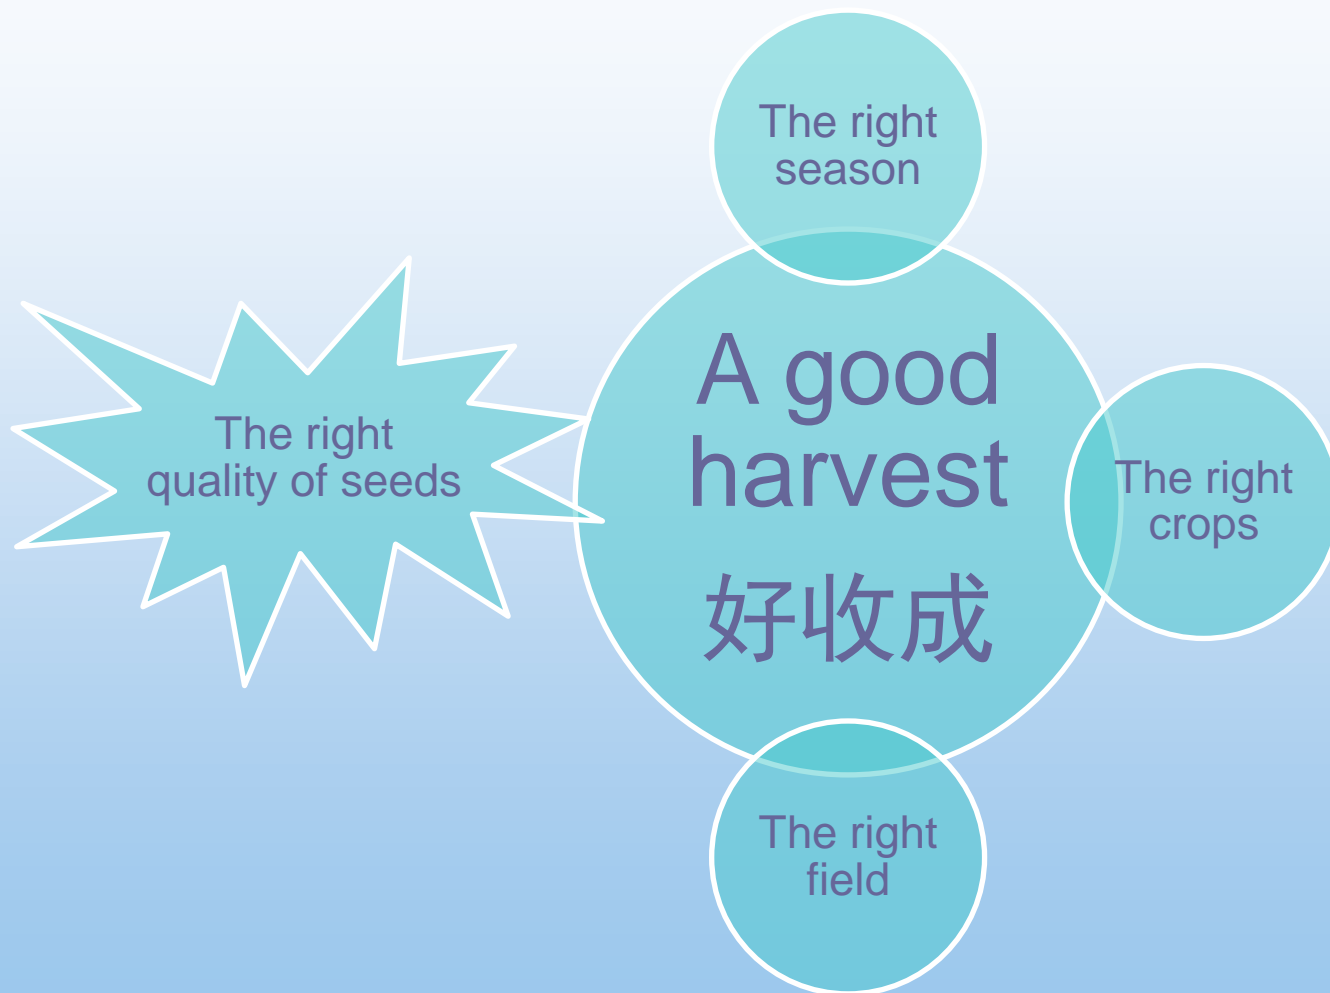 The right
season
The right
quality of seeds
A good
harvest
好收成
The right
crops
The right
field